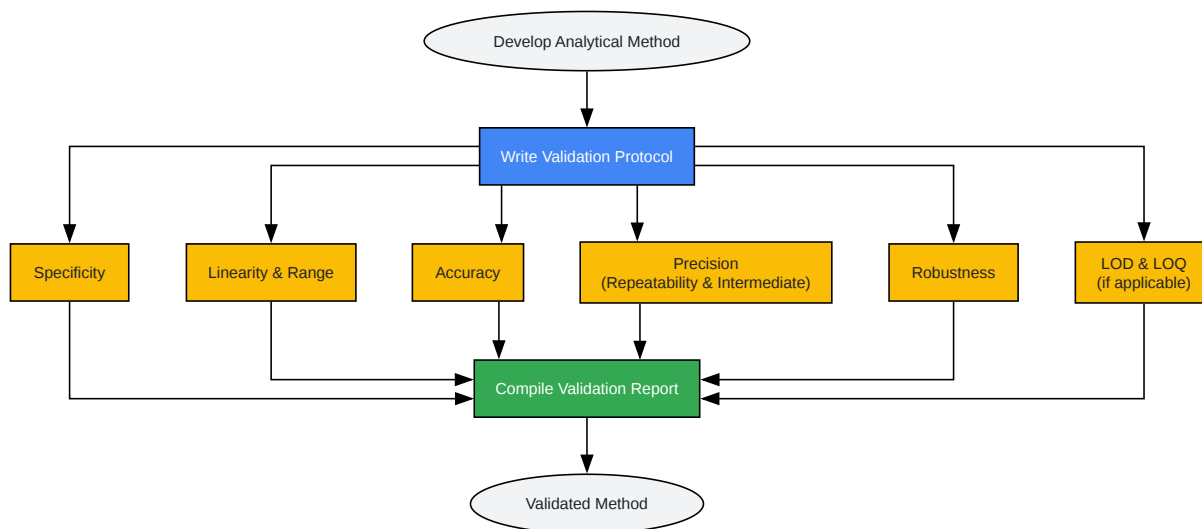 Develop Analytical Method
Write Validation Protocol
Specificity
Linearity & Range
Accuracy
Precision
(Repeatability & Intermediate)
Robustness
LOD & LOQ
(if applicable)
Compile Validation Report
Validated Method